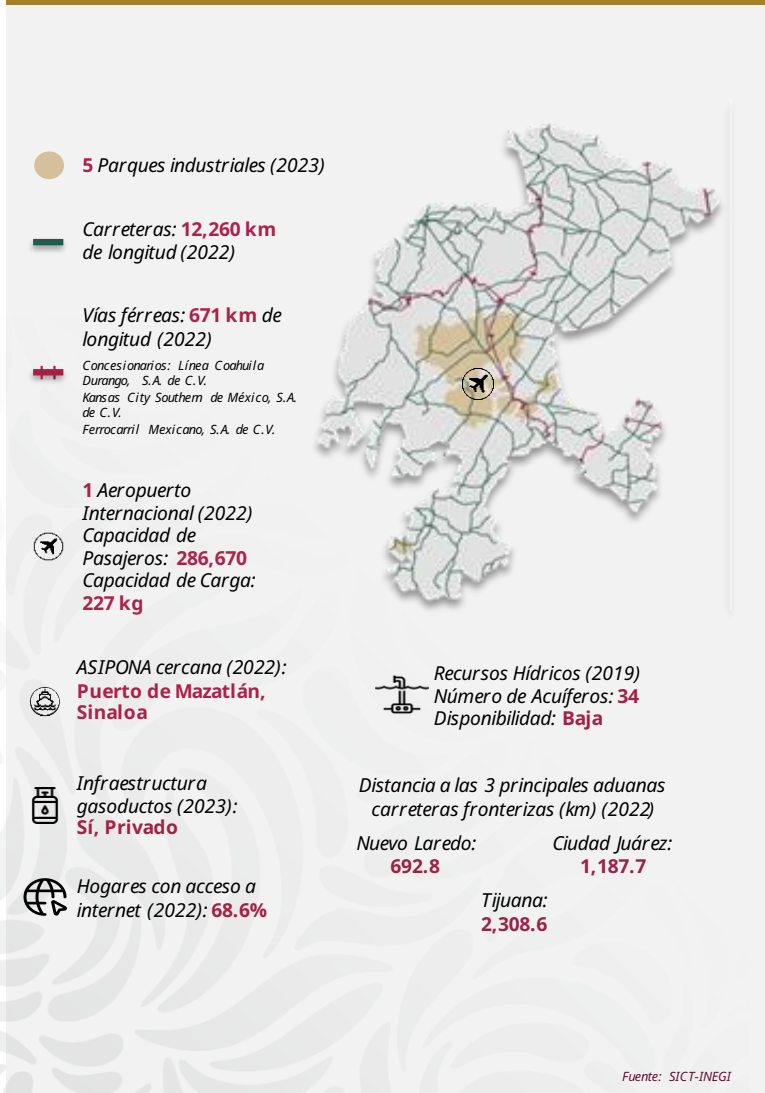 5 Parques industriales (2023)
Carreteras: 12,260 km
de longitud (2022)
Vías férreas: 671 km de
longitud (2022)
Concesionarios: Línea Coahuila
Durango, S.A. de C.V.
Kansas City Southern de México, S.A.
de C.V.
Ferrocarril Mexicano, S.A. de C.V.
1 Aeropuerto
Internacional (2022)
Capacidad de
Pasajeros: 286,670
Capacidad de Carga:
227 kg
ASIPONA cercana (2022):
Puerto de Mazatlán,
Sinaloa
Recursos Hídricos (2019)
Número de Acuíferos: 34
Disponibilidad: Baja
Infraestructura
gasoductos (2023):
Sí, Privado
Hogares con acceso a
internet (2022): 68.6%
Distancia a las 3 principales aduanas
carreteras fronterizas (km) (2022)
Nuevo Laredo:
692.8
Ciudad Juárez:
1,187.7
Tijuana:
2,308.6
Fuente: SICT-INEGI